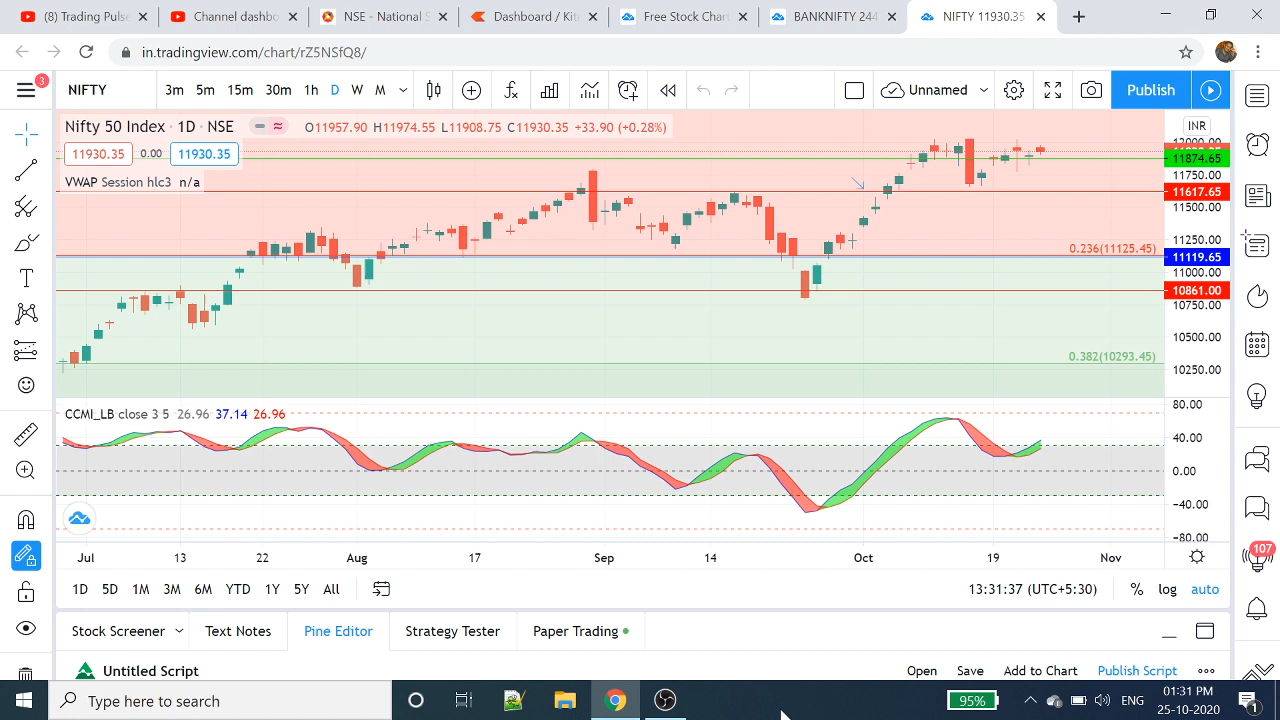 (8) Trading Puls
Channel dashbo
NSE - National S
Dashboard / Kit
Free Stock Chart
BANKNIFTY 244
NIFTY 11930.35
in.tradingview.com/chart/rZ5NSfQ8/
3
NIFTY
3m 5m 15m 30m 1h D W M
Unnamed
Publish
Nifty 50 Index · 1D · NSE
O11957.90 H11974.55 L11908.75 C11930.35 +33.90 (+0.28%)
INR
11930.35 0.00 11930.35
VWAP Session hlc3 n/a
11874.65
11750.00
11617.65
11500.00
11250.00
0.236(11125.45)
11119.65
11000.00
10861.00
10750.00
10500.00
0.382(10293.45)
10250.00
CCMI_LB close 3 5 26.96 37.14 26.96
80.00
40.00
0.00
-40.00
-80.00
Jul 13 22 Aug 17 Sep 14 Oct 19 Nov
1D 5D 1M 3M 6M YTD 1Y 5Y All
13:31:37 (UTC+5:30) % log auto
107
Stock Screener Text Notes Pine Editor Strategy Tester Paper Trading
Untitled Script
Open Save Add to Chart Publish Script
Type here to search
95%
ENG
01:31 PM
25-10-2020
1